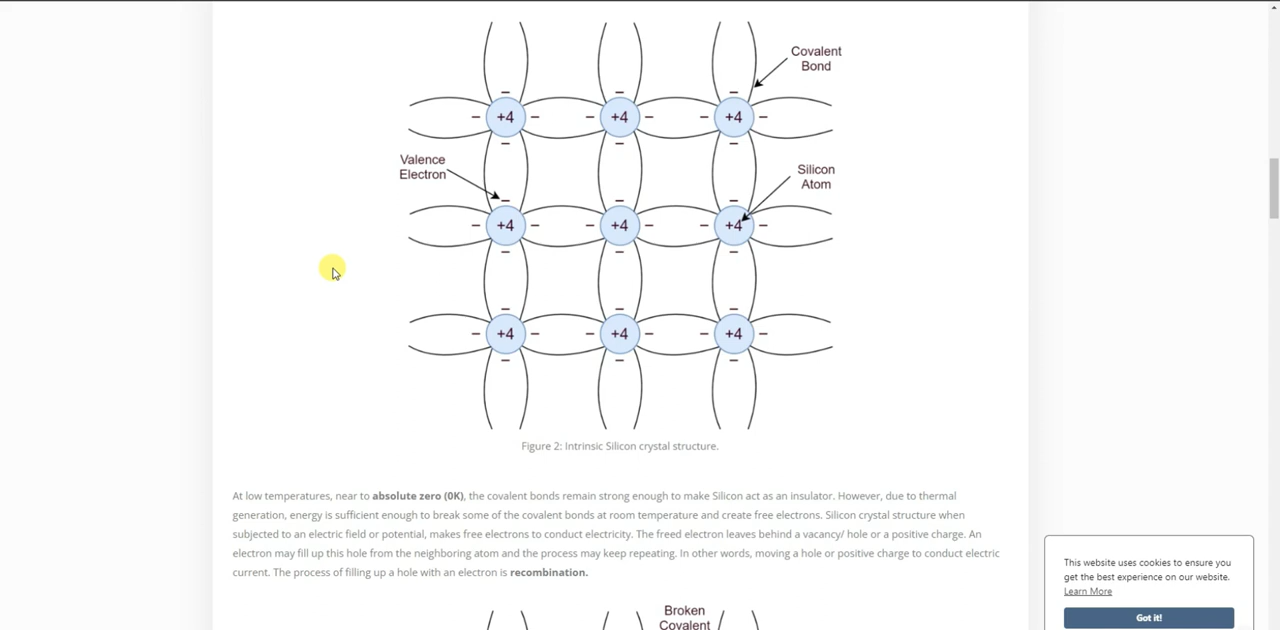 Covalent
Bond
− − −
− +4 − − +4 − − +4 −
− − −
Valence
Electron
Silicon
Atom
− − −
− +4 − − +4 − − +4 −
− − −
− − −
− +4 − − +4 − − +4 −
− − −
Figure 2: Intrinsic Silicon crystal structure.
At low temperatures, near to absolute zero (0K), the covalent bonds remain strong enough to make Silicon act as an insulator. However, due to thermal
generation, energy is sufficient enough to break some of the covalent bonds at room temperature and create free electrons. Silicon crystal structure when
subjected to an electric field or potential, makes free electrons to conduct electricity. The freed electron leaves behind a vacancy/ hole or a positive charge. An
electron may fill up this hole from the neighboring atom and the process may keep repeating. In other words, moving a hole or positive charge to conduct electric
current. The process of filling up a hole with an electron is recombination.
Broken
Covalent
This website uses cookies to ensure you
get the best experience on our website.
Learn More
Got it!